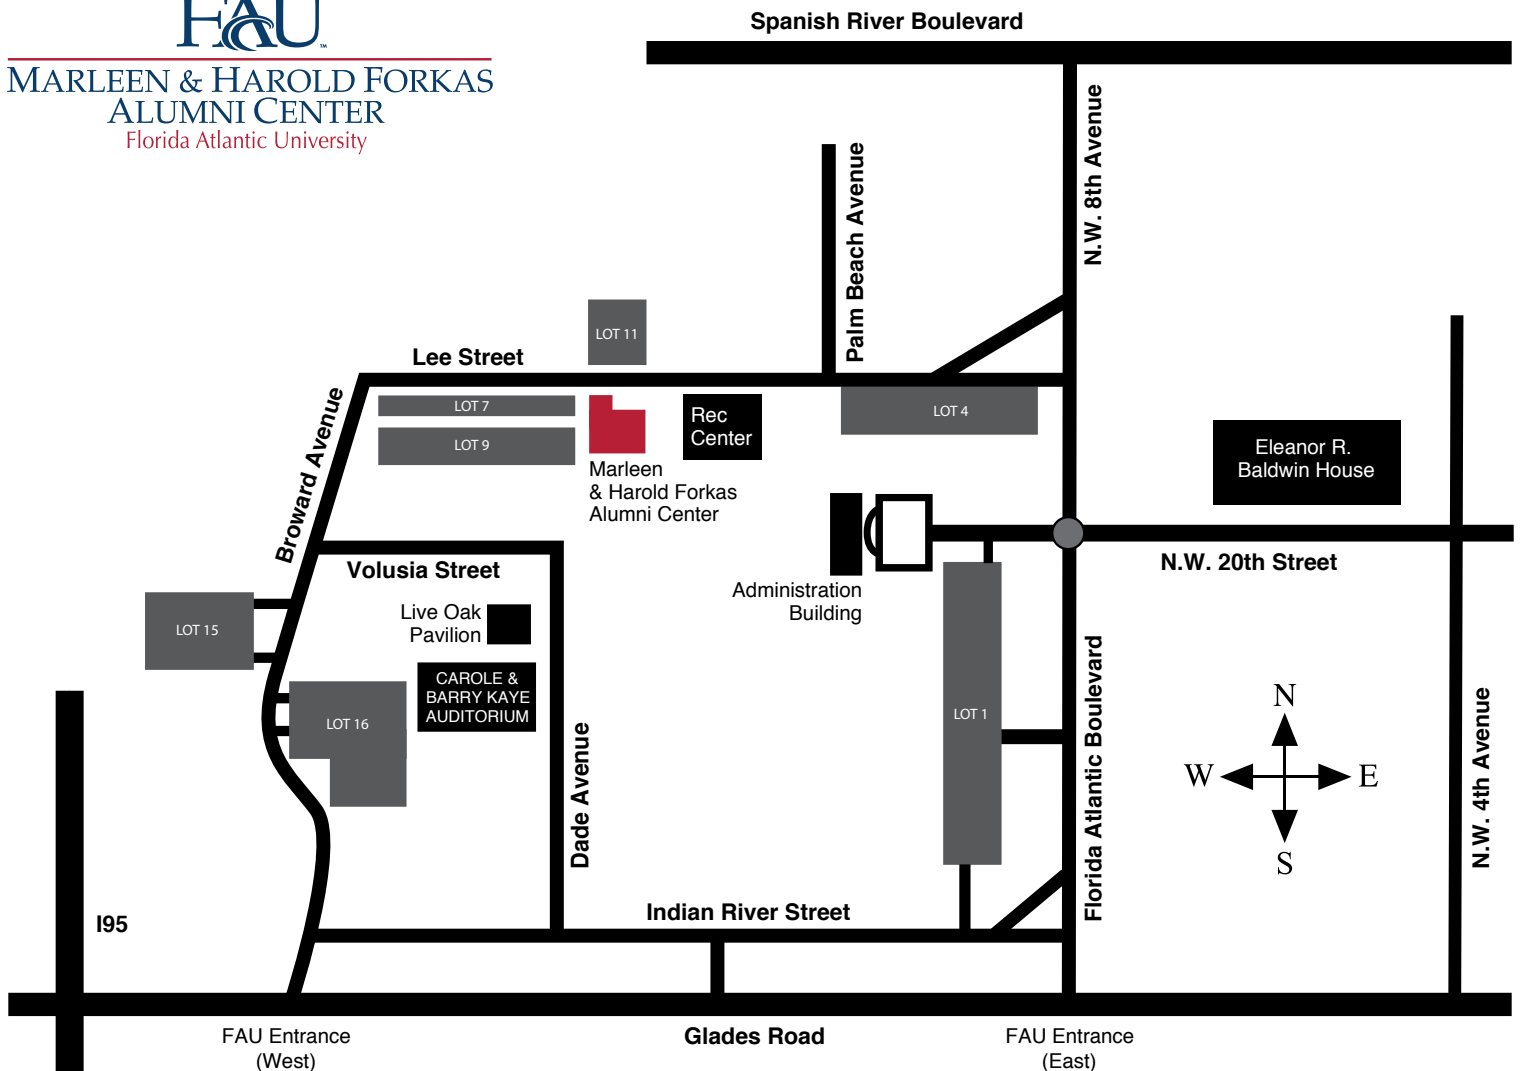 FAU
MARLEEN & HAROLD FORKAS
ALUMNI CENTER
Florida Atlantic University
Spanish River Boulevard
N.W. 8th Avenue
Palm Beach Avenue
LOT 11
Lee Street
Broward Avenue
LOT 7
LOT 9
Rec
Center
LOT 4
Marleen
& Harold Forkas
Alumni Center
Eleanor R.
Baldwin House
N.W. 20th Street
Volusia Street
Administration
Building
Live Oak
Pavilion
LOT 15
CAROLE &
BARRY KAYE
AUDITORIUM
LOT 16
LOT 1
Dade Avenue
Florida Atlantic Boulevard
N
W
E
S
N.W. 4th Avenue
I95
Indian River Street
FAU Entrance
(West)
Glades Road
FAU Entrance
(East)